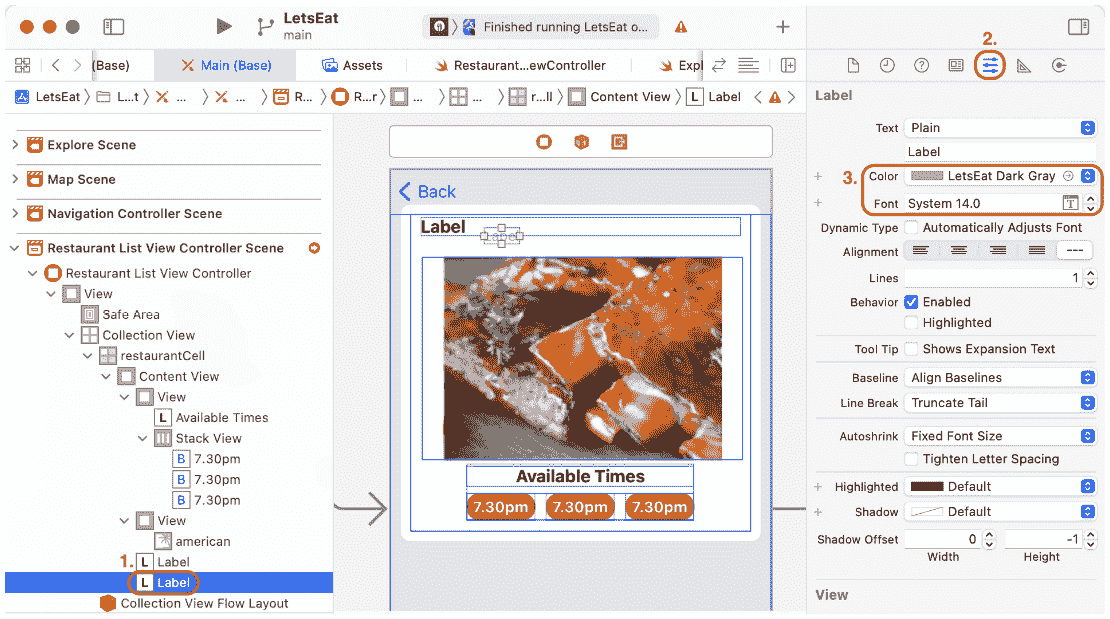 LetsEat
main
Finished running LetsEat o...
2.
(Base)
Main (Base)
Assets
Restaurant...ewController
Expl
LetsEat
L...t
...
...
R...
R...r
...
...
r...ll
Content View
L Label
Explore Scene
Map Scene
Navigation Controller Scene
Restaurant List View Controller Scene
Restaurant List View Controller
View
Safe Area
Collection View
restaurantCell
Content View
View
L Available Times
Stack View
B 7.30pm
B 7.30pm
B 7.30pm
View
american
1. L Label
L Label
Collection View Flow Layout
Back
Label
Label
Available Times
7.30pm 7.30pm 7.30pm
Label
Text Plain
Label
3. Color LetsEat Dark Gray
Font System 14.0 T
Dynamic Type Automatically Adjusts Font
Alignment ---
Lines 1
Behavior Enabled
Highlighted
Tool Tip Shows Expansion Text
Baseline Align Baselines
Line Break Truncate Tail
Autoshrink Fixed Font Size
Tighten Letter Spacing
Highlighted Default
Shadow Default
Shadow Offset 0 -1
Width Height
View